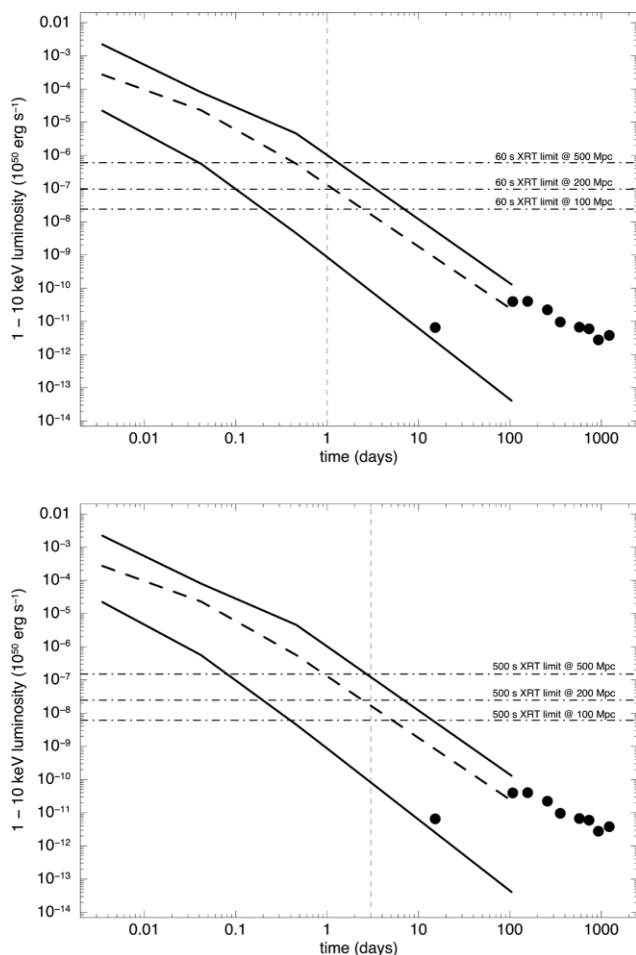 0.01
10⁻³
10⁻⁴
10⁻⁵
10⁻⁶
10⁻⁷
10⁻⁸
10⁻⁹
10⁻¹⁰
10⁻¹¹
10⁻¹²
10⁻¹³
10⁻¹⁴
1 – 10 keV luminosity (10⁵⁰ erg s⁻¹)
60 s XRT limit @ 500 Mpc
60 s XRT limit @ 200 Mpc
60 s XRT limit @ 100 Mpc
0.01 0.1 1 10 100 1000
time (days)
0.01
10⁻³
10⁻⁴
10⁻⁵
10⁻⁶
10⁻⁷
10⁻⁸
10⁻⁹
10⁻¹⁰
10⁻¹¹
10⁻¹²
10⁻¹³
10⁻¹⁴
1 – 10 keV luminosity (10⁵⁰ erg s⁻¹)
500 s XRT limit @ 500 Mpc
500 s XRT limit @ 200 Mpc
500 s XRT limit @ 100 Mpc
0.01 0.1 1 10 100 1000
time (days)